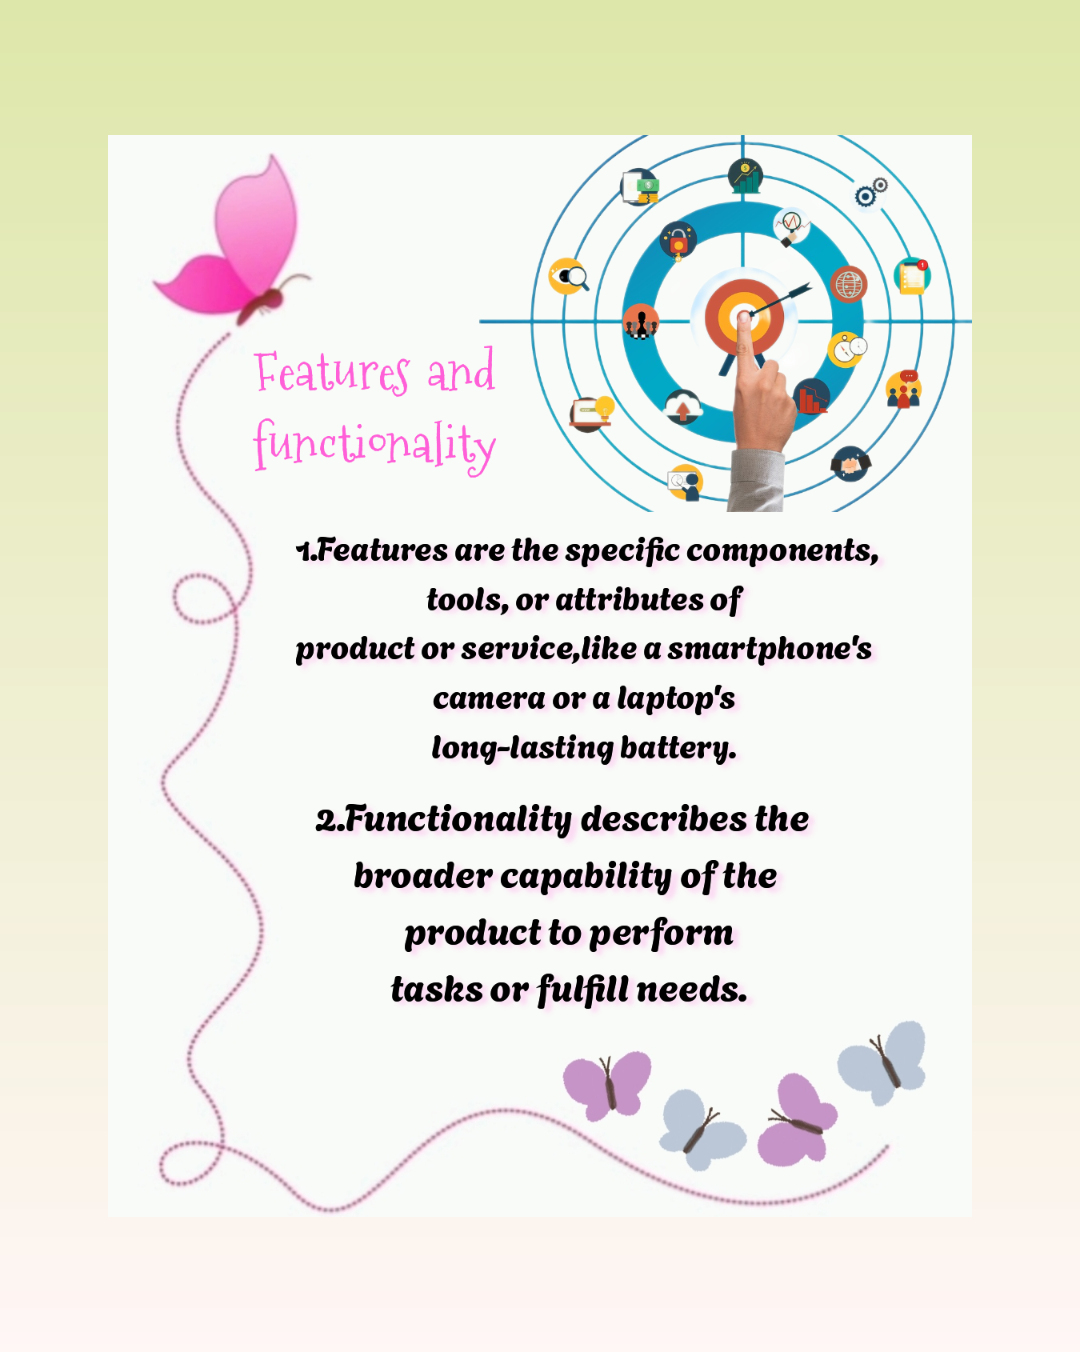 Features and
functionality
1.Features are the specific components,
tools, or attributes of
product or service,like a smartphone's
camera or a laptop's
long-lasting battery.
2.Functionality describes the
broader capability of the
product to perform
tasks or fulfill needs.